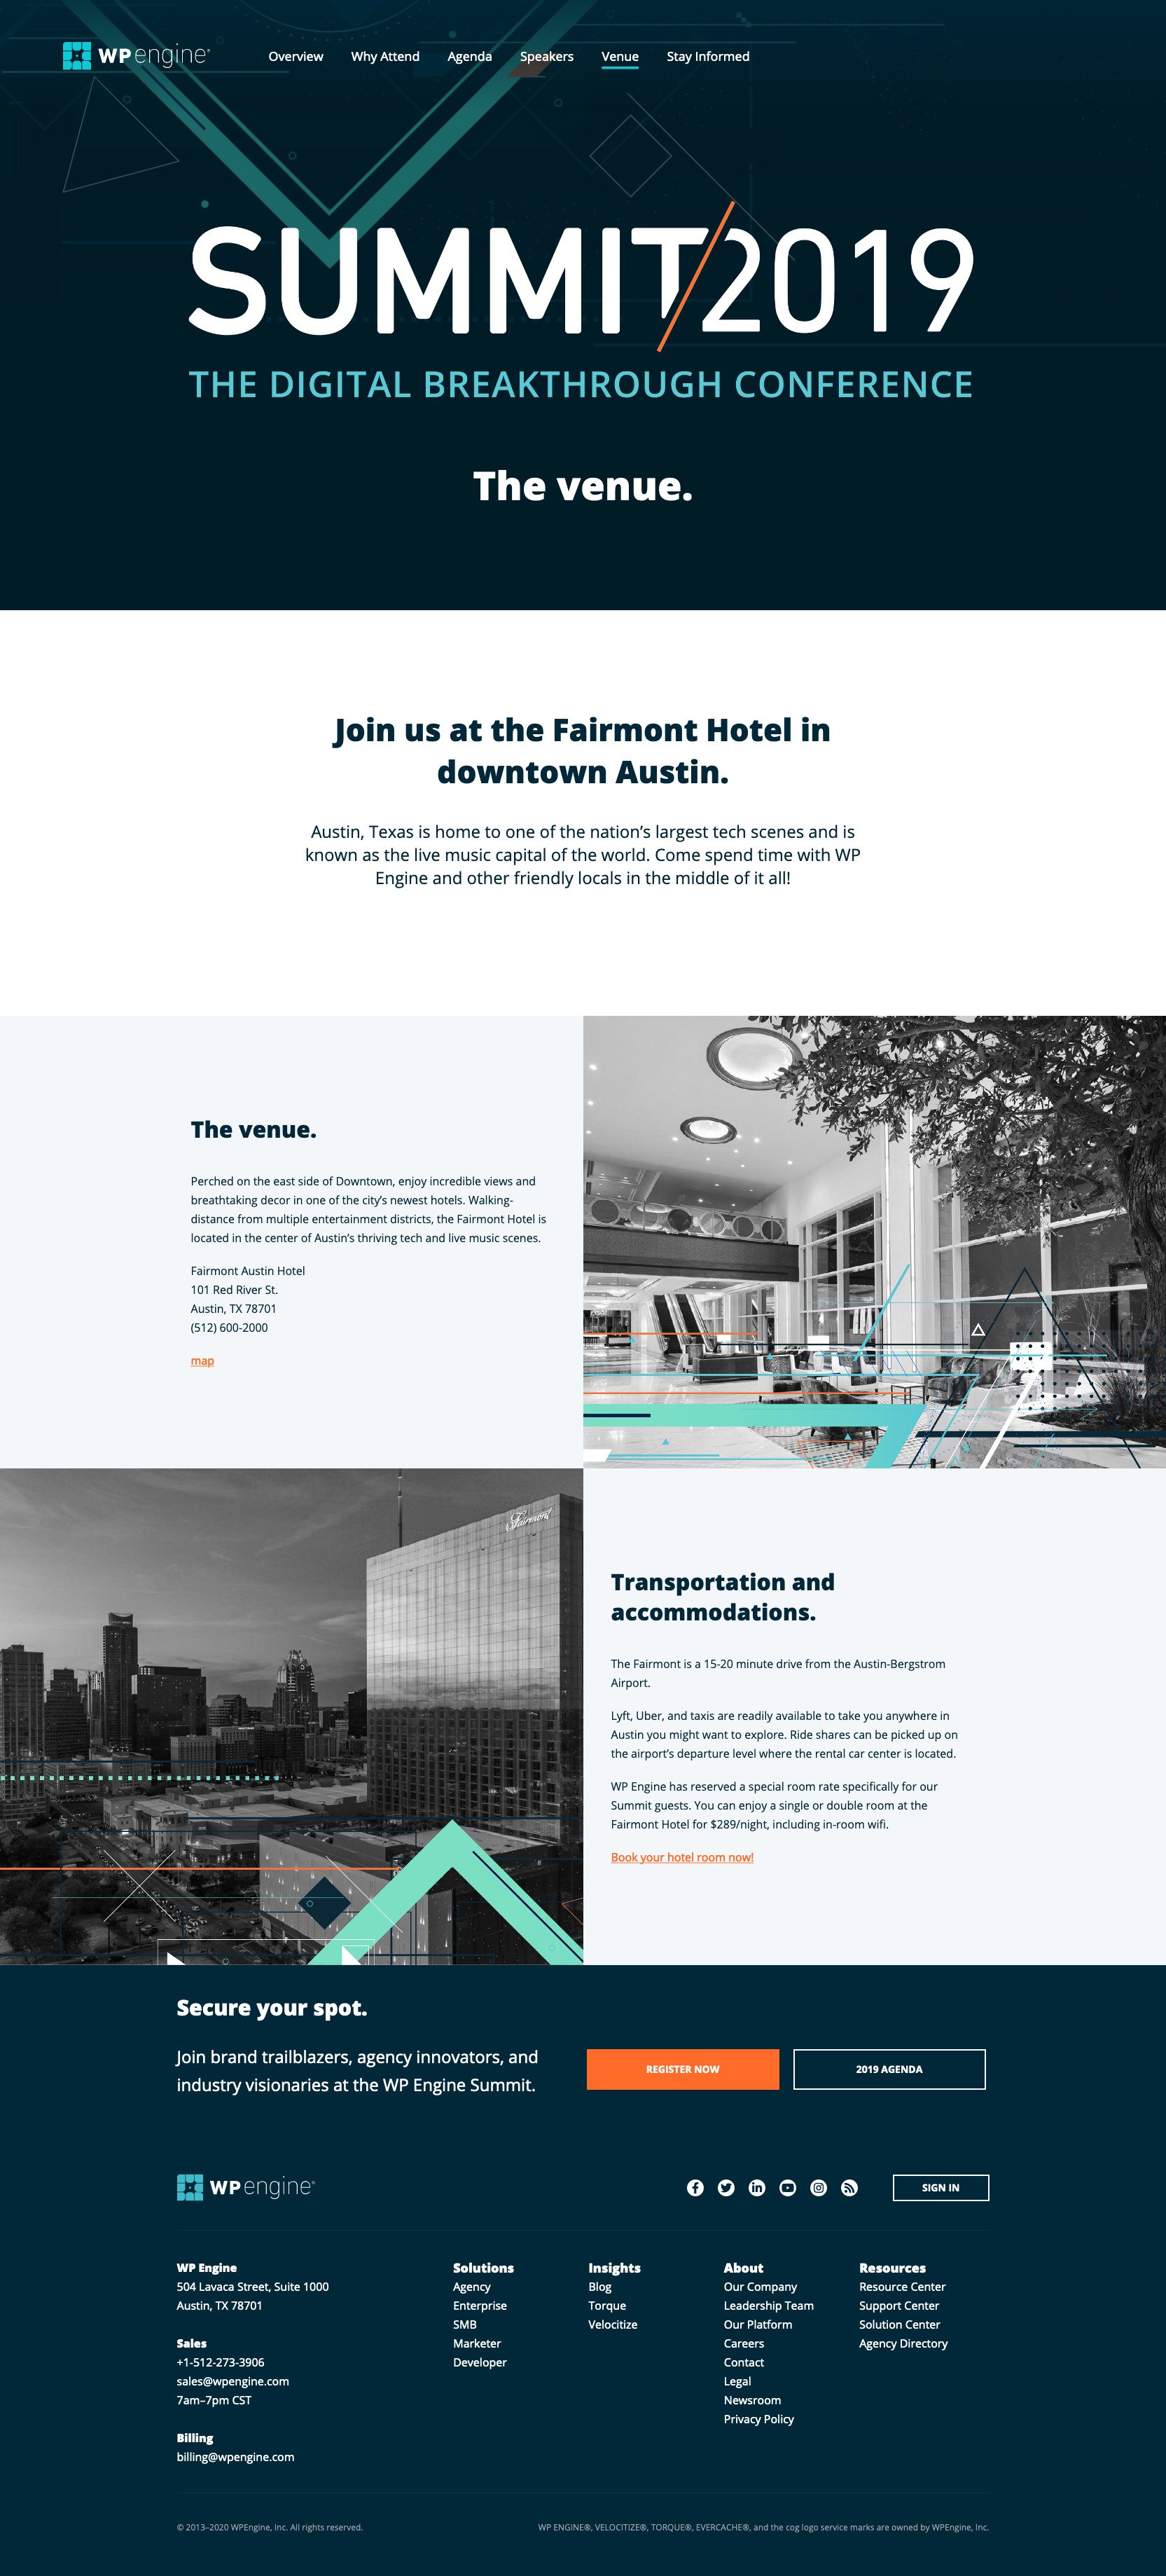 WPengine®
Overview
Why Attend
Agenda
Speakers
Venue
Stay Informed
SUMMIT/2019
THE DIGITAL BREAKTHROUGH CONFERENCE
The venue.
Join us at the Fairmont Hotel in
downtown Austin.
Austin, Texas is home to one of the nation’s largest tech scenes and is
known as the live music capital of the world. Come spend time with WP
Engine and other friendly locals in the middle of it all!
The venue.
Perched on the east side of Downtown, enjoy incredible views and
breathtaking decor in one of the city’s newest hotels. Walking-
distance from multiple entertainment districts, the Fairmont Hotel is
located in the center of Austin’s thriving tech and live music scenes.
Fairmont Austin Hotel
101 Red River St.
Austin, TX 78701
(512) 600-2000
map
Fairmont
Transportation and
accommodations.
The Fairmont is a 15-20 minute drive from the Austin-Bergstrom
Airport.
Lyft, Uber, and taxis are readily available to take you anywhere in
Austin you might want to explore. Ride shares can be picked up on
the airport’s departure level where the rental car center is located.
WP Engine has reserved a special room rate specifically for our
Summit guests. You can enjoy a single or double room at the
Fairmont Hotel for $289/night, including in-room wifi.
Book your hotel room now!
Secure your spot.
Join brand trailblazers, agency innovators, and
industry visionaries at the WP Engine Summit.
REGISTER NOW
2019 AGENDA
WPengine®
SIGN IN
WP Engine
504 Lavaca Street, Suite 1000
Austin, TX 78701
Sales
+1-512-273-3906
sales@wpengine.com
7am–7pm CST
Billing
billing@wpengine.com
Solutions
Agency
Enterprise
SMB
Marketer
Developer
Insights
Blog
Torque
Velocitize
About
Our Company
Leadership Team
Our Platform
Careers
Contact
Legal
Newsroom
Privacy Policy
Resources
Resource Center
Support Center
Solution Center
Agency Directory
© 2013–2020 WPEngine, Inc. All rights reserved.
WP ENGINE®, VELOCITIZE®, TORQUE®, EVERCACHE®, and the cog logo service marks are owned by WPEngine, Inc.